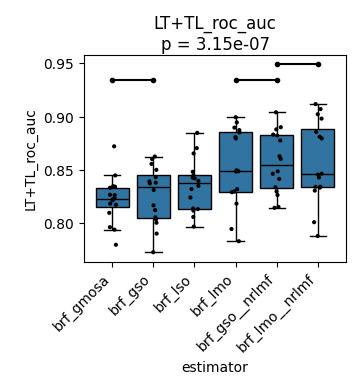 LT+TL_roc_auc
p = 3.15e-07
LT+TL_roc_auc
0.95
0.90
0.85
0.80
brf_gmosa
brf_gso
brf_lso
brf_lmo
brf_gso__nrlmf
brf_lmo__nrlmf
estimator